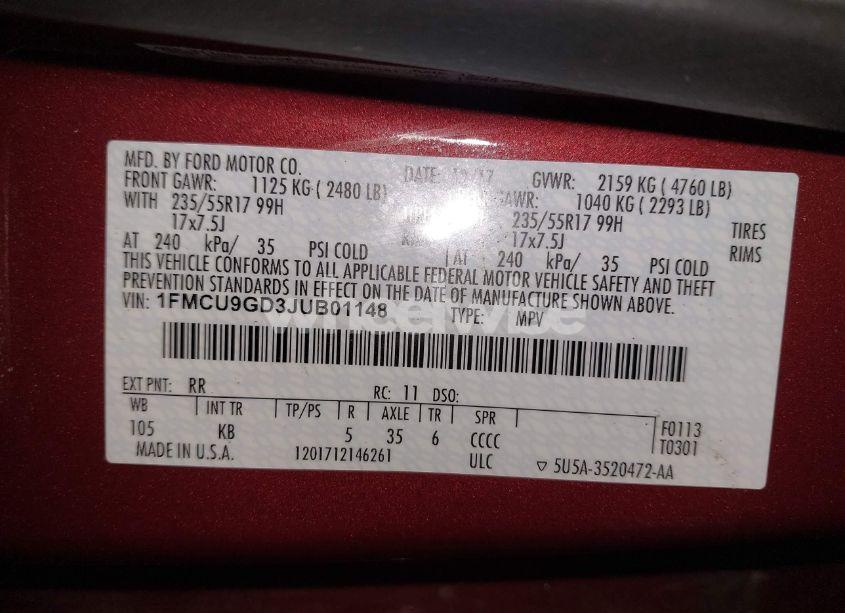 MFD. BY FORD MOTOR CO. DATE: 12/17 GVWR: 2159 KG ( 4760 LB)
FRONT GAWR: 1125 KG ( 2480 LB) GAWR: 1040 KG ( 2293 LB)
WITH 235/55R17 99H 235/55R17 99H TIRES
17x7.5J 17x7.5J RIMS
AT 240 kPa/ 35 PSI COLD AT 240 kPa/ 35 PSI COLD
THIS VEHICLE CONFORMS TO ALL APPLICABLE FEDERAL MOTOR VEHICLE SAFETY AND THEFT
PREVENTION STANDARDS IN EFFECT ON THE DATE OF MANUFACTURE SHOWN ABOVE.
VIN: 1FMCU9GD3JUB01148 TYPE: MPV
EXT PNT: RR RC: 11 DSO:
WB INT TR TP/PS R AXLE TR SPR F0113
105 KB 5 35 6 CCCC T0301
MADE IN U.S.A. 1201712146261 ULC 5U5A-3520472-AA